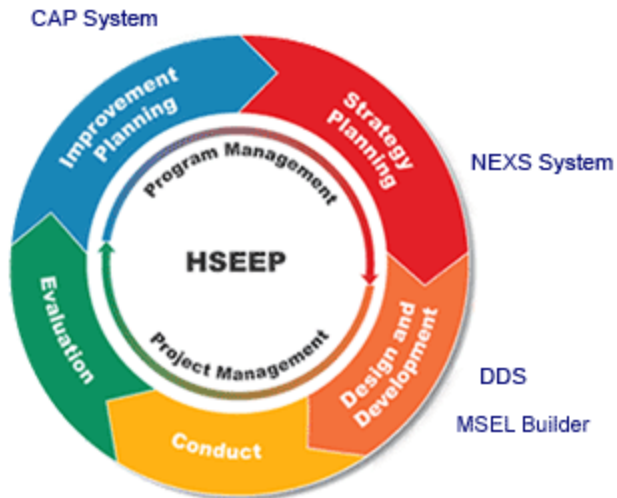 CAP System
Improvement
Planning
Strategy
Planning
Program Management
NEXS System
HSEEP
Evaluation
Project Management
Design and
Development
DDS
Conduct
MSEL Builder